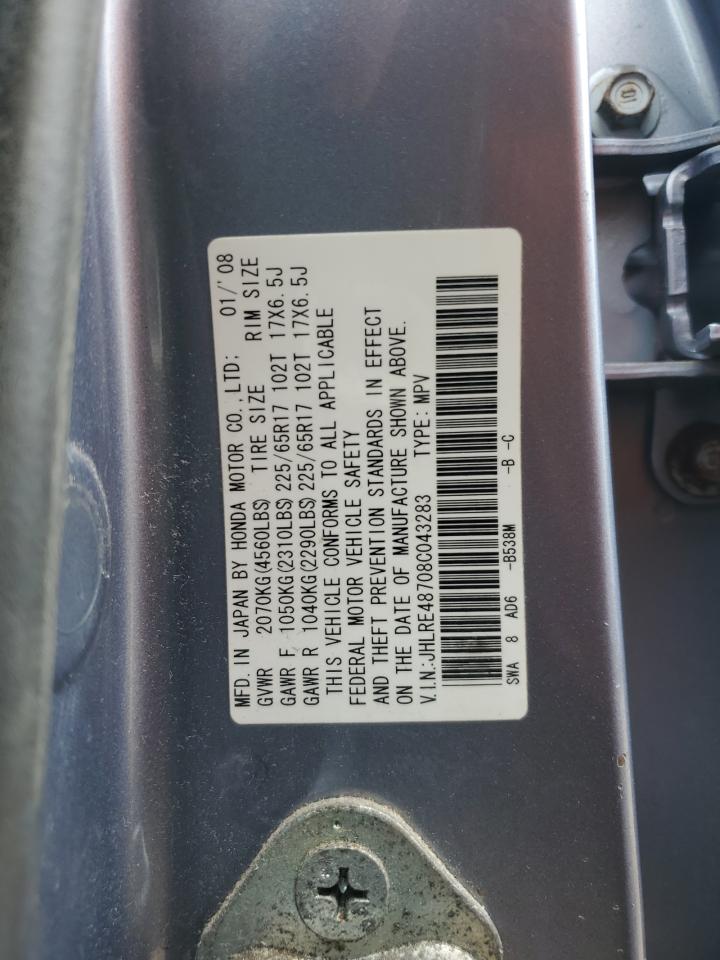 MFD. IN JAPAN BY HONDA MOTOR CO., LTD: 01/'08
GVWR 2070KG(4560LBS) TIRE SIZE RIM SIZE
GAWR F 1050KG(2310LBS) 225/65R17 102T 17X6.5J
GAWR R 1040KG(2290LBS) 225/65R17 102T 17X6.5J
THIS VEHICLE CONFORMS TO ALL APPLICABLE
FEDERAL MOTOR VEHICLE SAFETY
AND THEFT PREVENTION STANDARDS IN EFFECT
ON THE DATE OF MANUFACTURE SHOWN ABOVE.
V.I.N.:JHLRE48708C043283 TYPE: MPV
SWA 8 AD6 -B538M -B -C
10